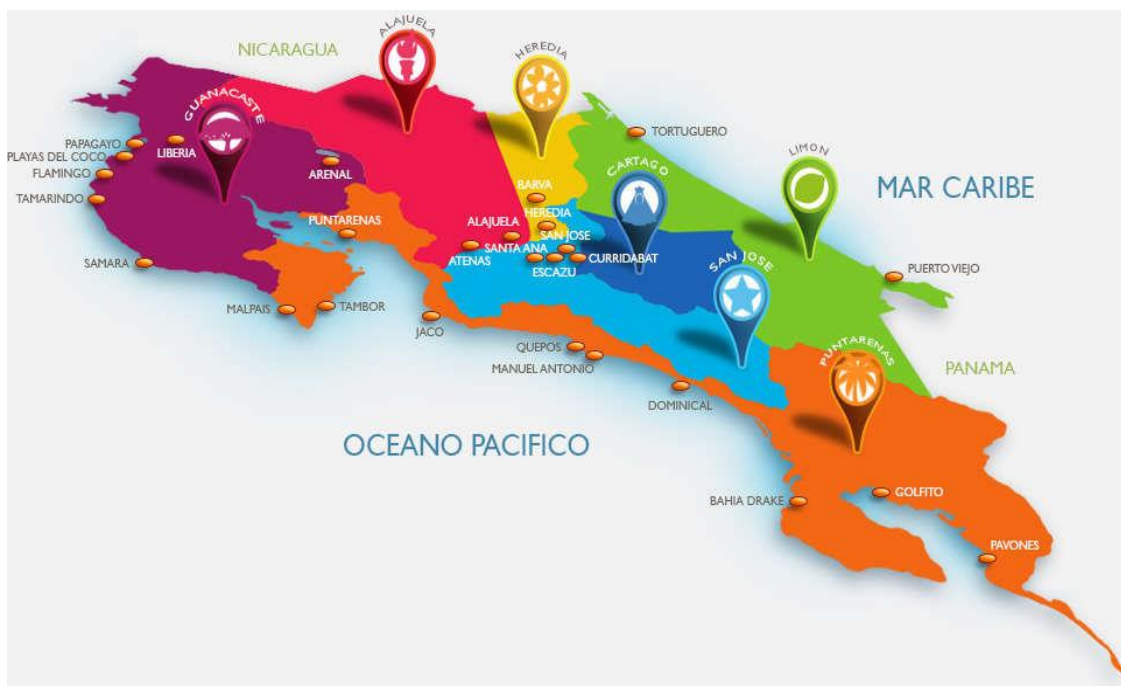 ALAJUELA
NICARAGUA
HEREDIA
GUANACASTE
TORTUGUERO
PAPAGAYO
LIBERIA
PLAYAS DEL COCO
FLAMINGO
ARENAL
CARTAGO
LIMON
MAR CARIBE
TAMARINDO
BARVA
PUNTARENAS
HEREDIA
ALAJUELA
SAN JOSE
SANTA ANA
ATENAS
ESCAZU
CURRIDABAT
SAN JOSE
SAMARA
PUERTO VIEJO
MALPAIS
TAMBOR
JACO
QUEPOS
MANUEL ANTONIO
PUNTARENAS
PANAMA
DOMINICAL
OCEANO PACIFICO
BAHIA DRAKE
GOLFITO
PAVONES